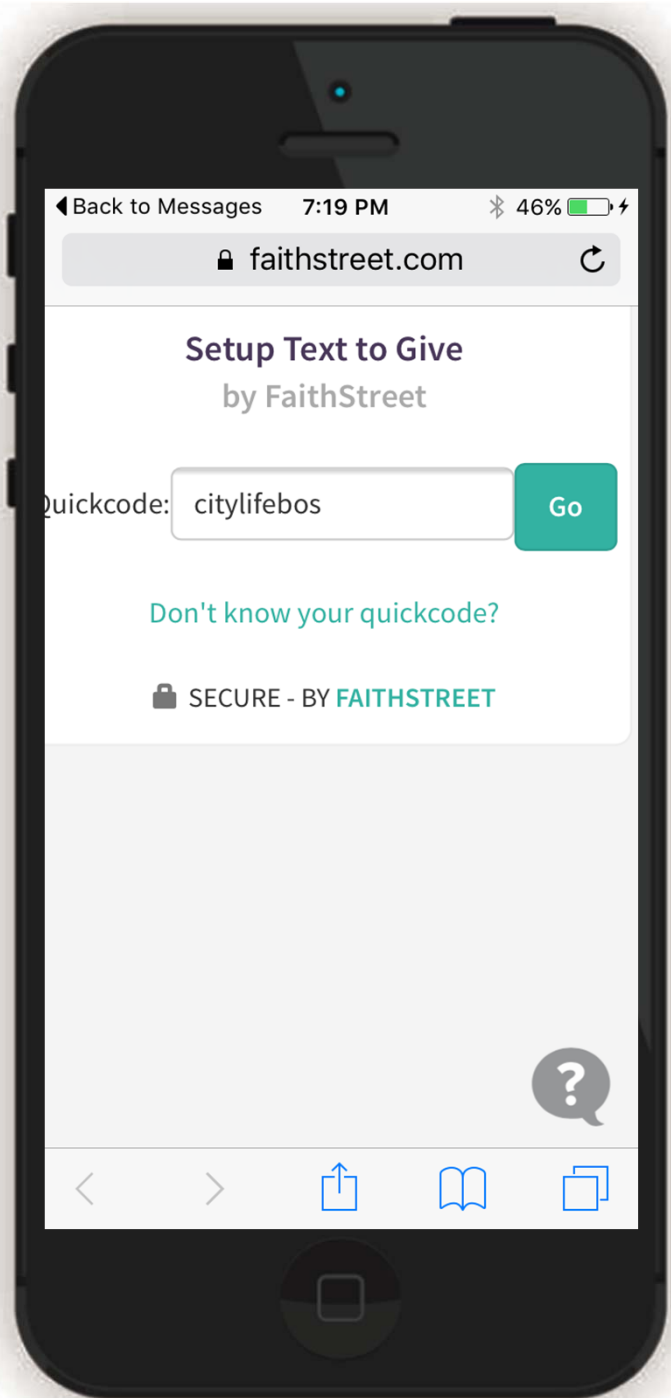 Back to Messages 7:19 PM 46%
faithstreet.com
Setup Text to Give
by FaithStreet
Quickcode: citylifebos Go
Don't know your quickcode?
SECURE - BY FAITHSTREET
?